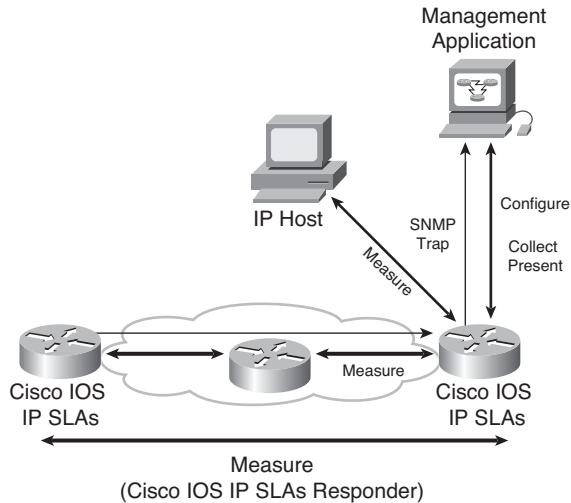 Management
Application
IP Host
SNMP
Trap
Configure
Collect
Present
Measure
Measure
Cisco IOS
IP SLAs
Cisco IOS
IP SLAs
Measure
(Cisco IOS IP SLAs Responder)